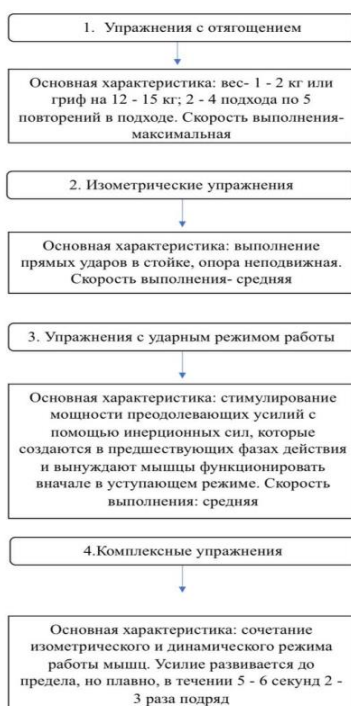 1. Упражнения с отягощением
Основная характеристика: вес- 1 - 2 кг или
гриф на 12 - 15 кг; 2 - 4 подхода по 5
повторений в подходе. Скорость выполнения-
максимальная
2. Изометрические упражнения
Основная характеристика: выполнение
прямых ударов в стойке, опора неподвижная.
Скорость выполнения- средняя
3. Упражнения с ударным режимом работы
Основная характеристика: стимулирование
мощности преодолевающих усилий с
помощью инерционных сил, которые
создаются в предшествующих фазах действия
и вынуждают мышцы функционировать
вначале в уступающем режиме. Скорость
выполнения: средняя
4.Комплексные упражнения
Основная характеристика: сочетание
изометрического и динамического режима
работы мышц. Усилие развивается до
предела, но плавно, в течении 5 - 6 секунд 2 -
3 раза подряд